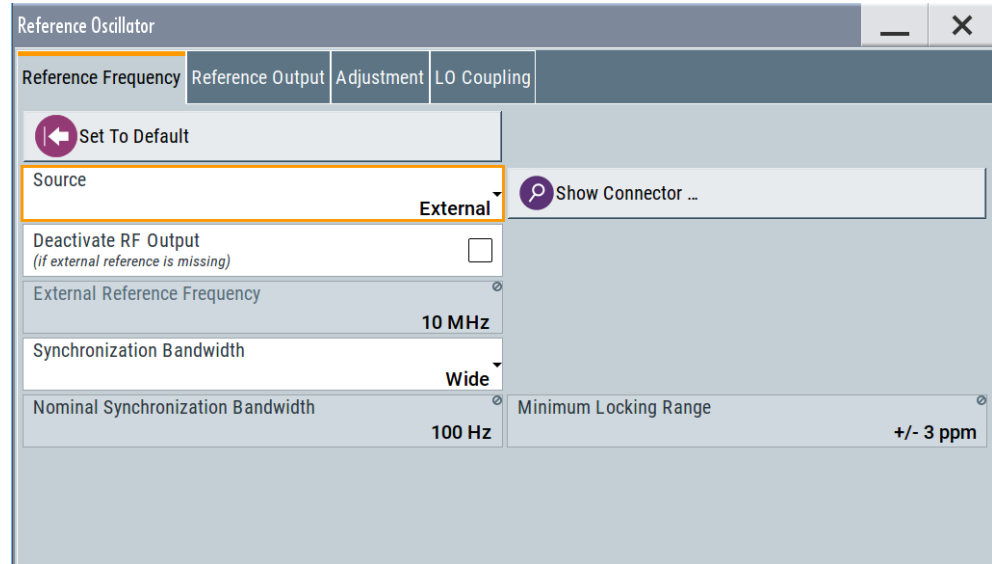 Reference Oscillator
Reference Frequency Reference Output Adjustment LO Coupling
Set To Default
Source
External
Show Connector ...
Deactivate RF Output
(if external reference is missing)
External Reference Frequency
10 MHz
Synchronization Bandwidth
Wide
Nominal Synchronization Bandwidth
100 Hz
Minimum Locking Range
+/- 3 ppm